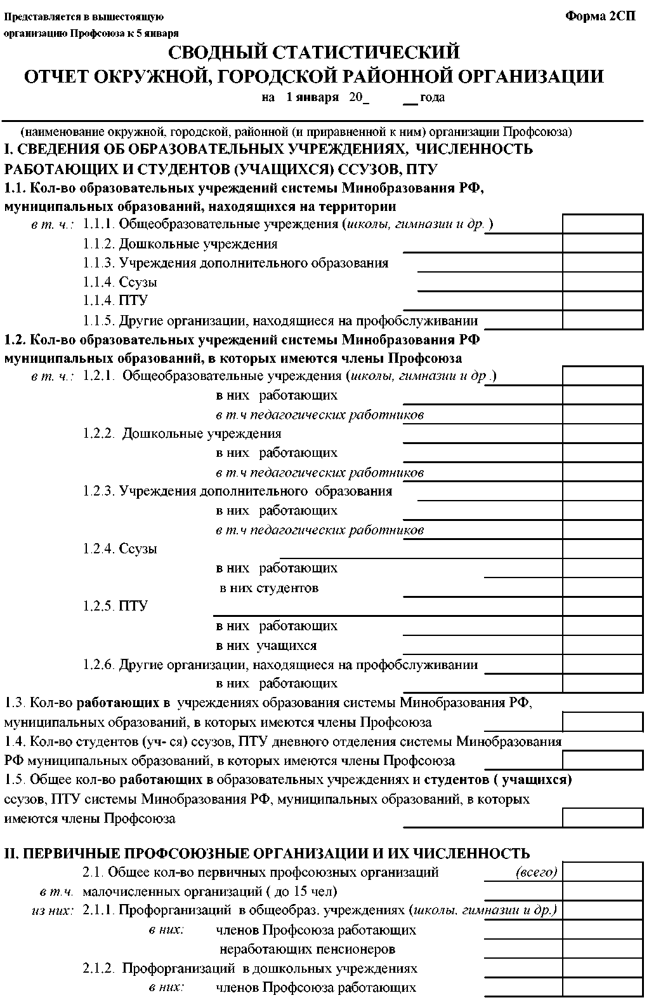 Представляется в вышестоящую
Форма 2СП
организацию Профсоюза к 5 января
СВОДНЫЙ СТАТИСТИЧЕСКИЙ
ОТЧЕТ ОКРУЖНОЙ, ГОРОДСКОЙ РАЙОННОЙ ОРГАНИЗАЦИИ
на 1 января 20_ __ года
(наименование окружной, городской, районной (и приравненной к ним) организации Профсоюза)
I. СВЕДЕНИЯ ОБ ОБРАЗОВАТЕЛЬНЫХ УЧРЕЖДЕНИЯХ, ЧИСЛЕННОСТЬ
РАБОТАЮЩИХ И СТУДЕНТОВ (УЧАЩИХСЯ) ССУЗОВ, ПТУ
1.1. Кол-во образовательных учреждений системы Минобразования РФ,
муниципальных образований, находящихся на территории
в т. ч.: 1.1.1. Общеобразовательные учреждения (школы, гимназии и др. )
1.1.2. Дошкольные учреждения
1.1.3. Учреждения дополнительного образования
1.1.4. Ссузы
1.1.4. ПТУ
1.1.5. Другие организации, находящиеся на профобслуживании
1.2. Кол-во образовательных учреждений системы Минобразования РФ
муниципальных образований, в которых имеются члены Профсоюза
в т. ч.: 1.2.1. Общеобразовательные учреждения (школы, гимназии и др .)
в них работающих
в т.ч педагогических работников
1.2.2. Дошкольные учреждения
в них работающих
в т.ч педагогических работников
1.2.3. Учреждения дополнительного образования
в них работающих
в т.ч педагогических работников
1.2.4. Ссузы
в них работающих
в них студентов
1.2.5. ПТУ
в них работающих
в них учащихся
1.2.6. Другие организации, находящиеся на профобслуживании
в них работающих
1.3. Кол-во работающих в учреждениях образования системы Минобразования РФ,
муниципальных образований, в которых имеются члены Профсоюза
1.4. Кол-во студентов (уч- ся) ссузов, ПТУ дневного отделения системы Минобразования
РФ муниципальных образований, в которых имеются члены Профсоюза
1.5. Общее кол-во работающих в образовательных учреждениях и студентов ( учащихся)
ссузов, ПТУ системы Минобразования РФ, муниципальных образований, в которых
имеются члены Профсоюза
II. ПЕРВИЧНЫЕ ПРОФСОЮЗНЫЕ ОРГАНИЗАЦИИ И ИХ ЧИСЛЕННОСТЬ
2.1. Общее кол-во первичных профсоюзных организаций (всего)
в т.ч. малочисленных организаций ( до 15 чел)
из них: 2.1.1. Профорганизаций в общеобраз. учреждениях (школы, гимназии и др.)
в них: членов Профсоюза работающих
неработающих пенсионеров
2.1.2. Профорганизаций в дошкольных учреждениях
в них: членов Профсоюза работающих